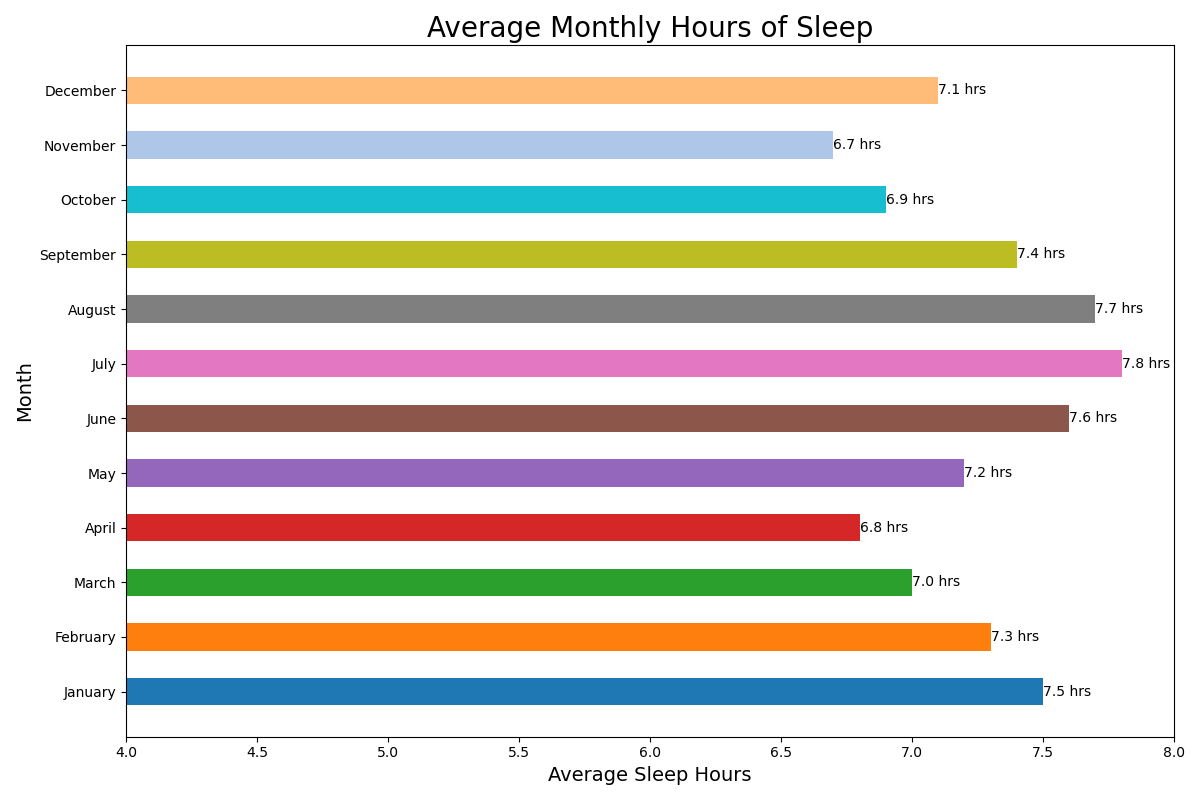 Average Monthly Hours of Sleep
December
7.1 hrs
November
6.7 hrs
October
6.9 hrs
September
7.4 hrs
August
7.7 hrs
July
7.8 hrs
June
7.6 hrs
May
7.2 hrs
April
6.8 hrs
March
7.0 hrs
February
7.3 hrs
January
7.5 hrs
Month
4.0 4.5 5.0 5.5 6.0 6.5 7.0 7.5 8.0
Average Sleep Hours